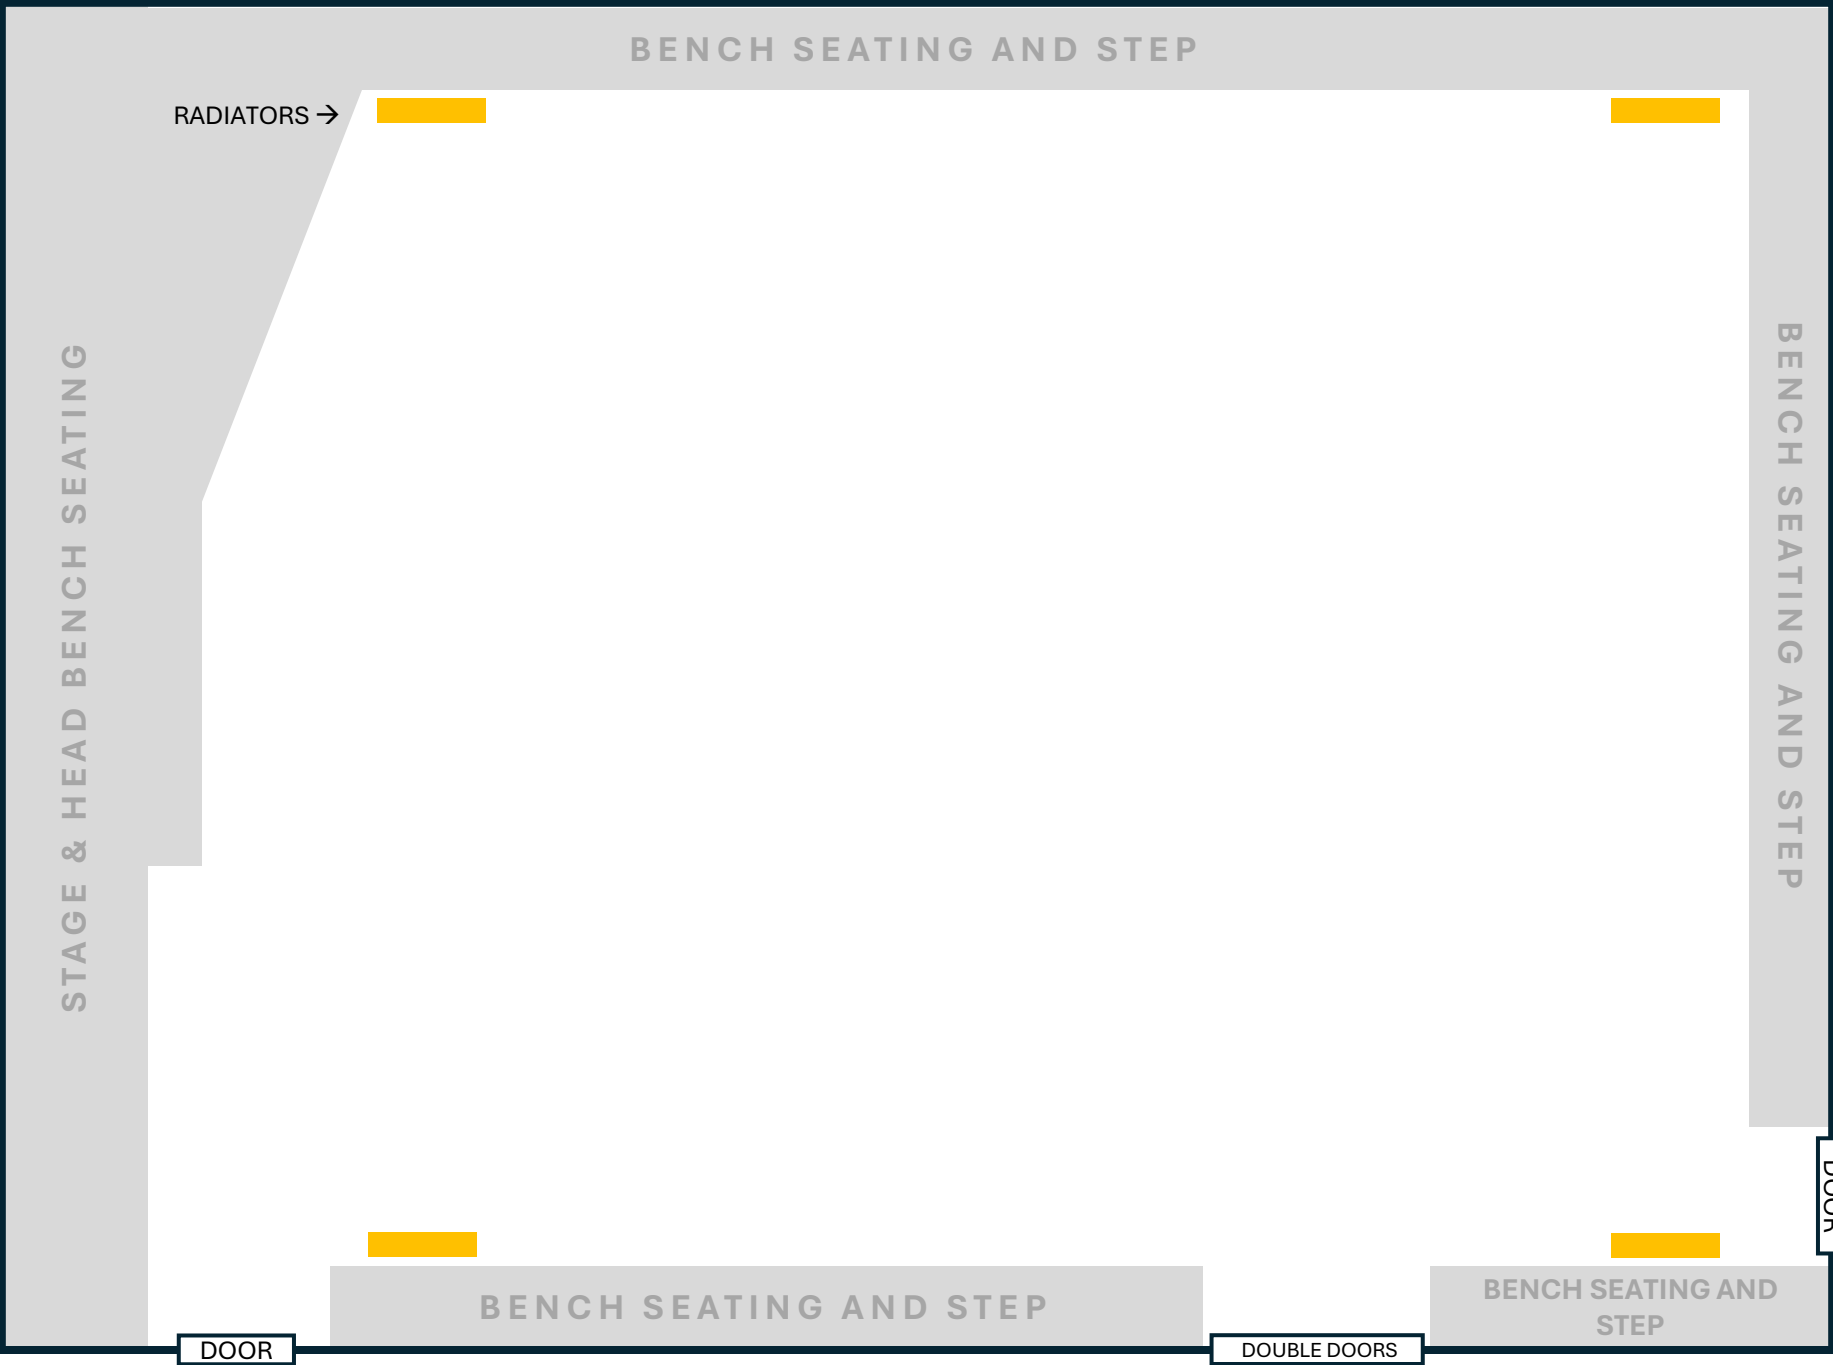 BENCH SEATING AND STEP
RADIATORS →
STAGE & HEAD BENCH SEATING
BENCH SEATING AND STEP
DOOR
BENCH SEATING AND STEP
BENCH SEATING AND
STEP
DOOR
DOUBLE DOORS